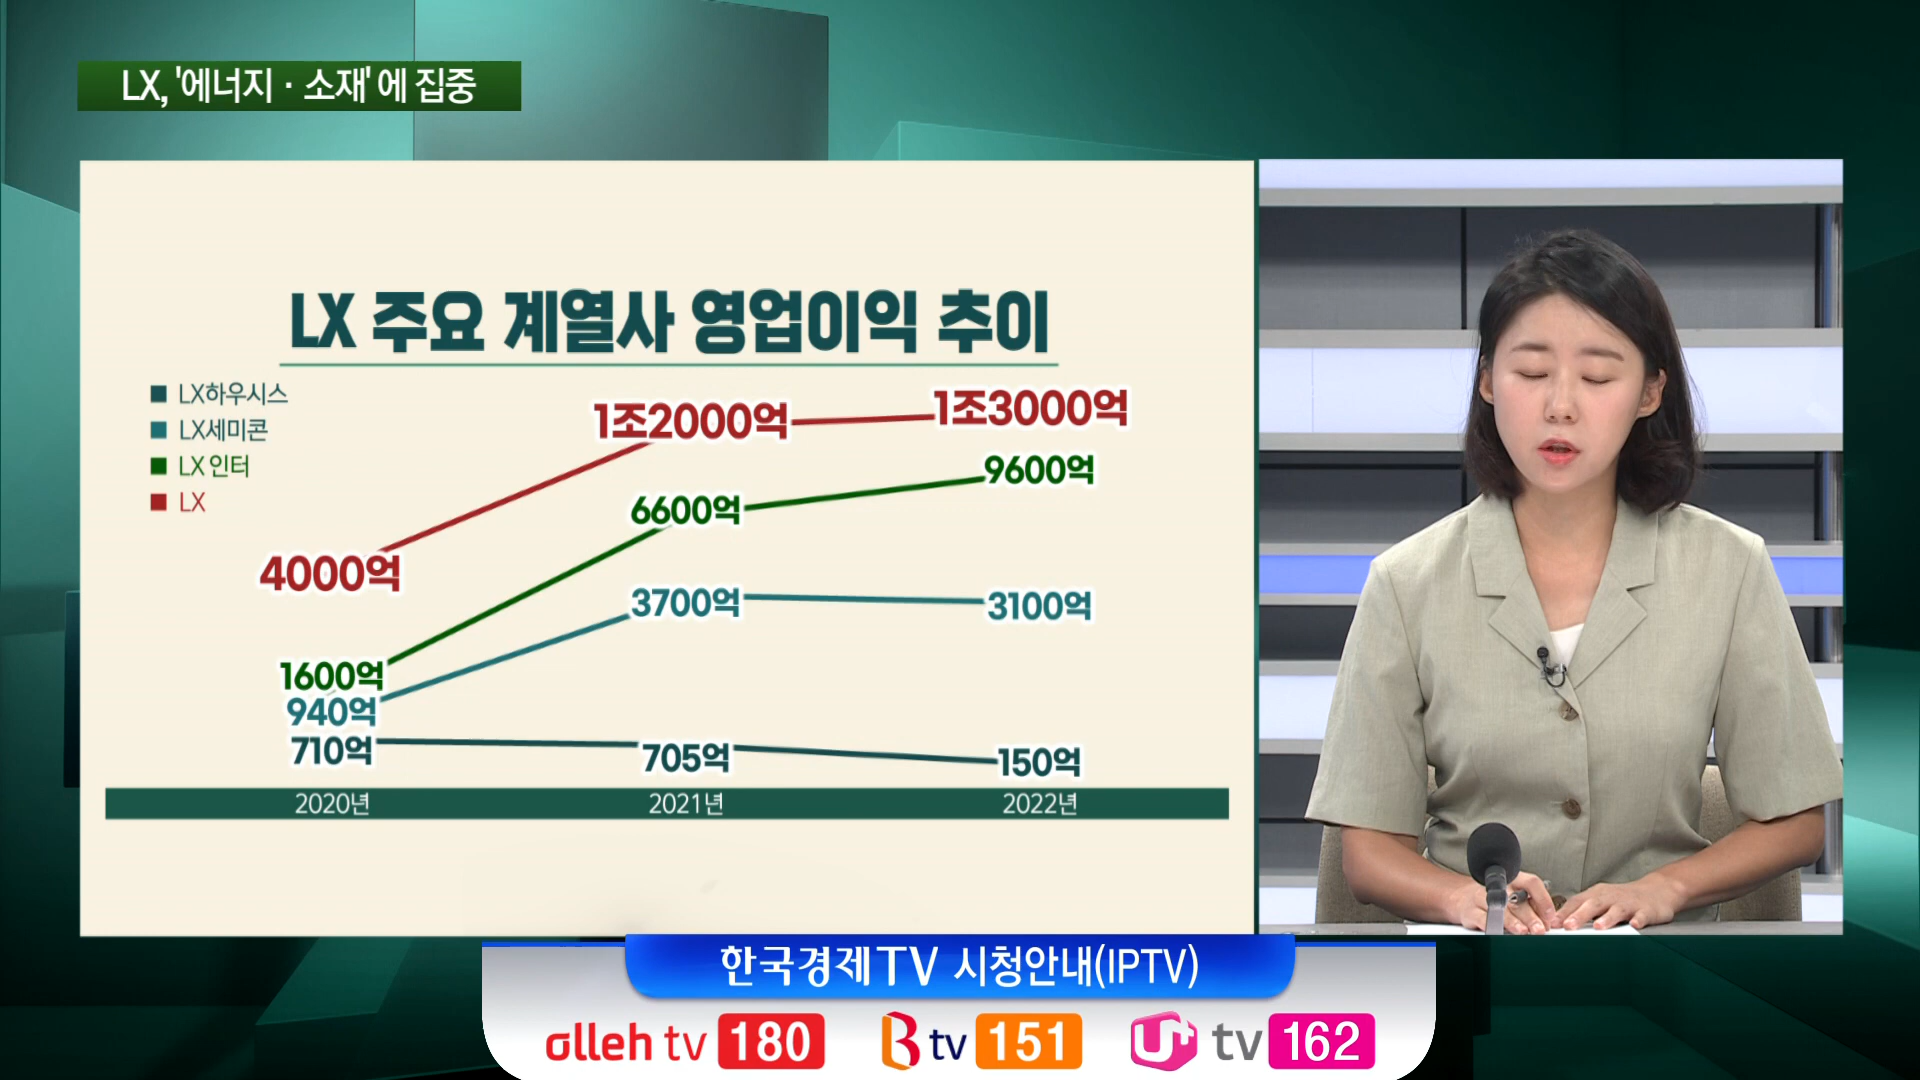 LX, '에너지 · 소재' 에 집중
LX 주요 계열사 영업이익 추이
LX하우시스
LX세미콘
LX 인터
LX
4000억
1조2000억
1조3000억
1600억
6600억
9600억
940억
3700억
3100억
710억
705억
150억
2020년
2021년
2022년
한국경제TV 시청안내(IPTV)
olleh tv 180
B tv 151
U+ tv 162